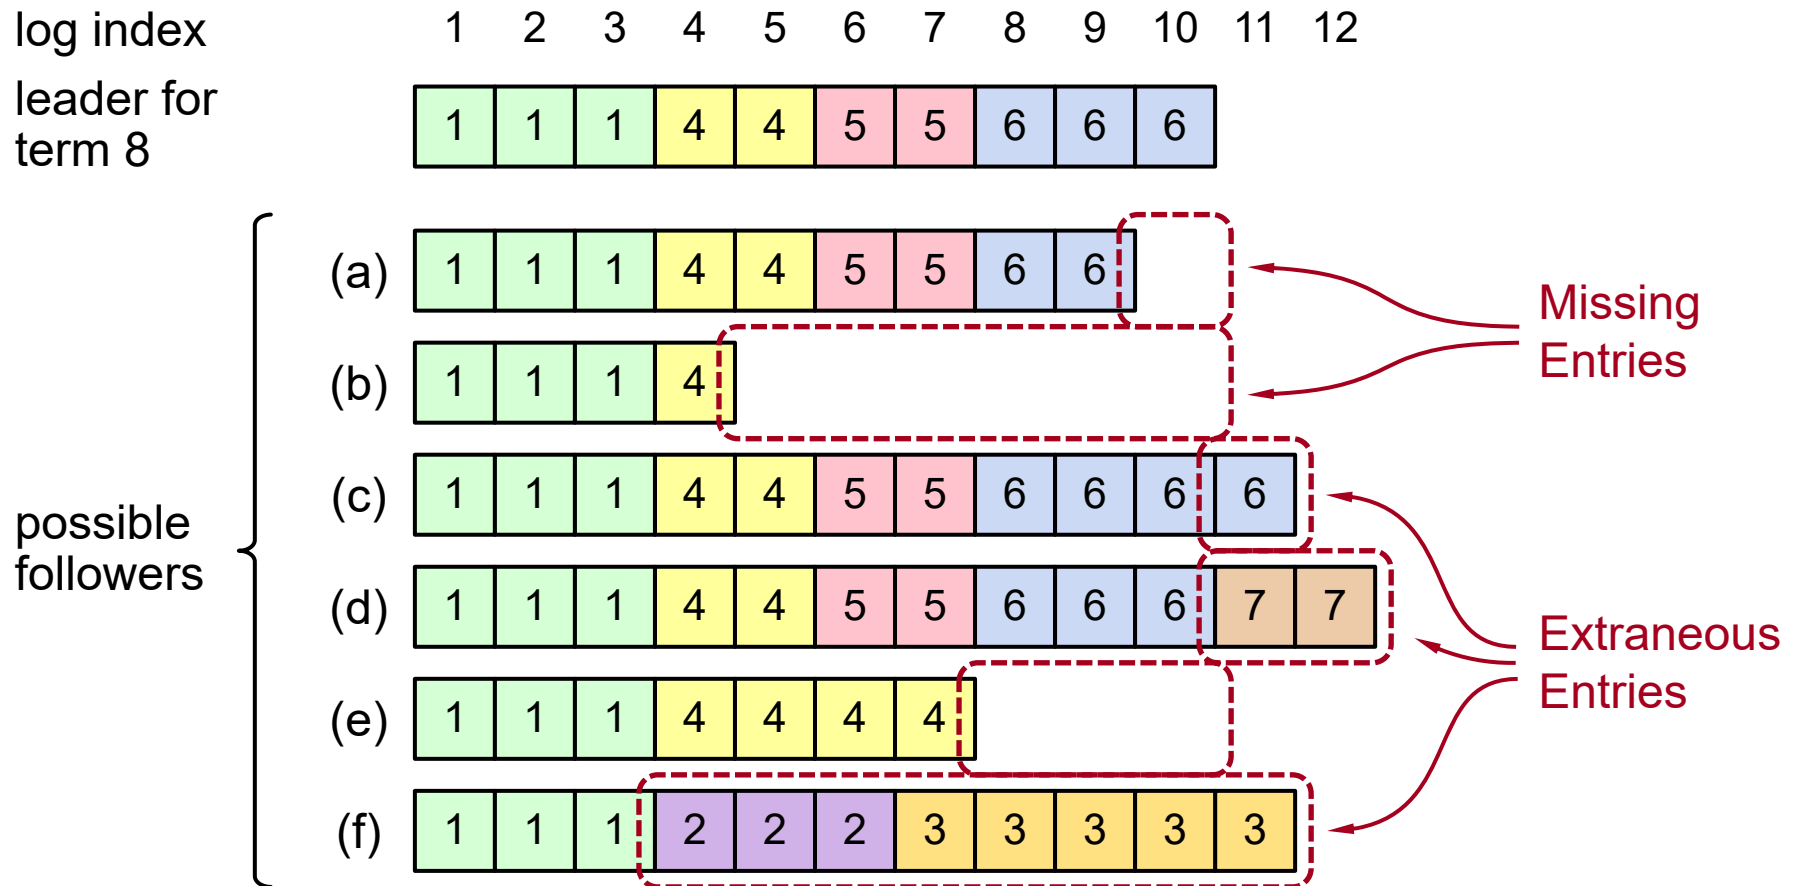 log index 1 2 3 4 5 6 7 8 9 10 11 12
leader for
term 8
1 1 1 4 4 5 5 6 6 6
(a) 1 1 1 4 4 5 5 6 6
Missing
Entries
(b) 1 1 1 4
(c) 1 1 1 4 4 5 5 6 6 6 6
possible
followers
(d) 1 1 1 4 4 5 5 6 6 6 7 7
Extraneous
Entries
(e) 1 1 1 4 4 4 4
(f) 1 1 1 2 2 2 3 3 3 3 3